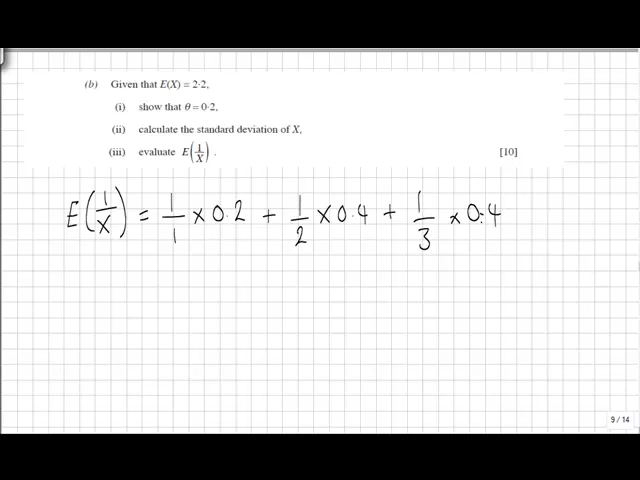 (b) Given that E(X) = 2·2,
(i) show that θ = 0·2,
(ii) calculate the standard deviation of X,
(iii) evaluate E(1/X) . [10]
E(1/X) = 1/1 × 0.2 + 1/2 × 0.4 + 1/3 × 0.4
9 / 14